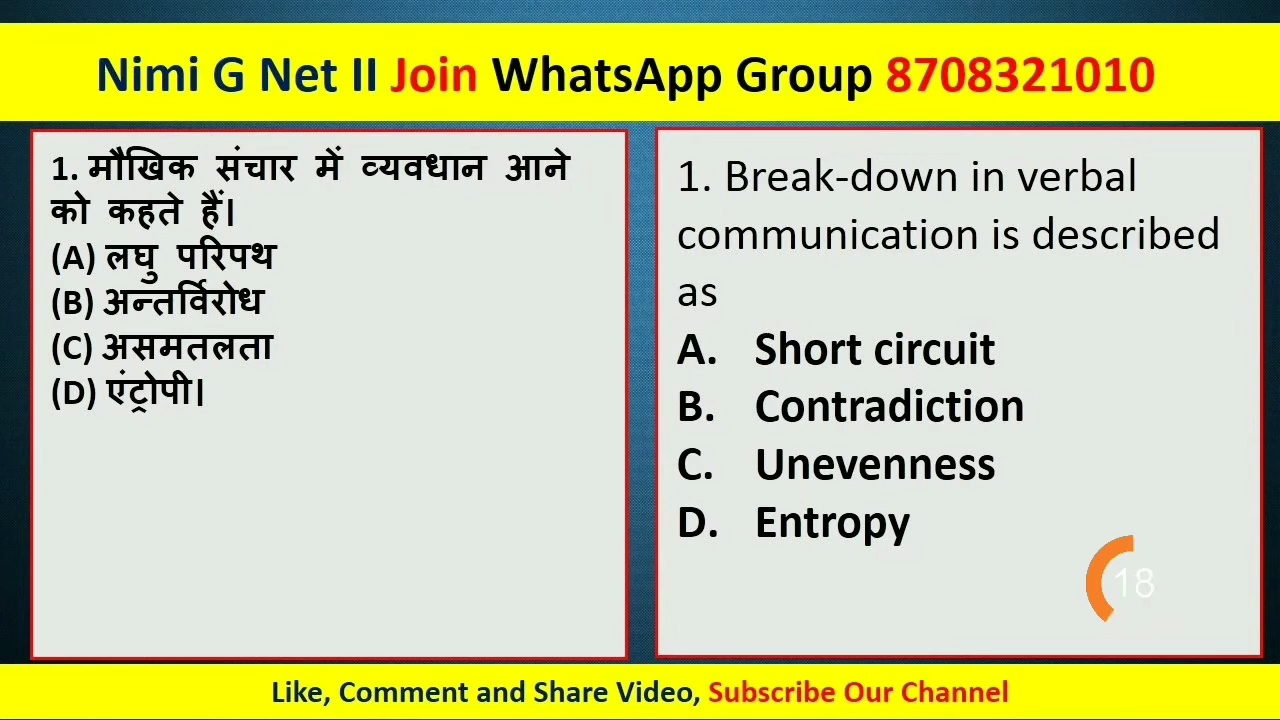 Nimi G Net II Join WhatsApp Group 8708321010
1. मौखिक संचार में व्यवधान आने
को कहते हैं।
(A) लघु परिपथ
(B) अन्तर्विरोध
(C) असमतलता
(D) एंट्रोपी।
1. Break-down in verbal
communication is described
as
A. Short circuit
B. Contradiction
C. Unevenness
D. Entropy
18
Like, Comment and Share Video, Subscribe Our Channel